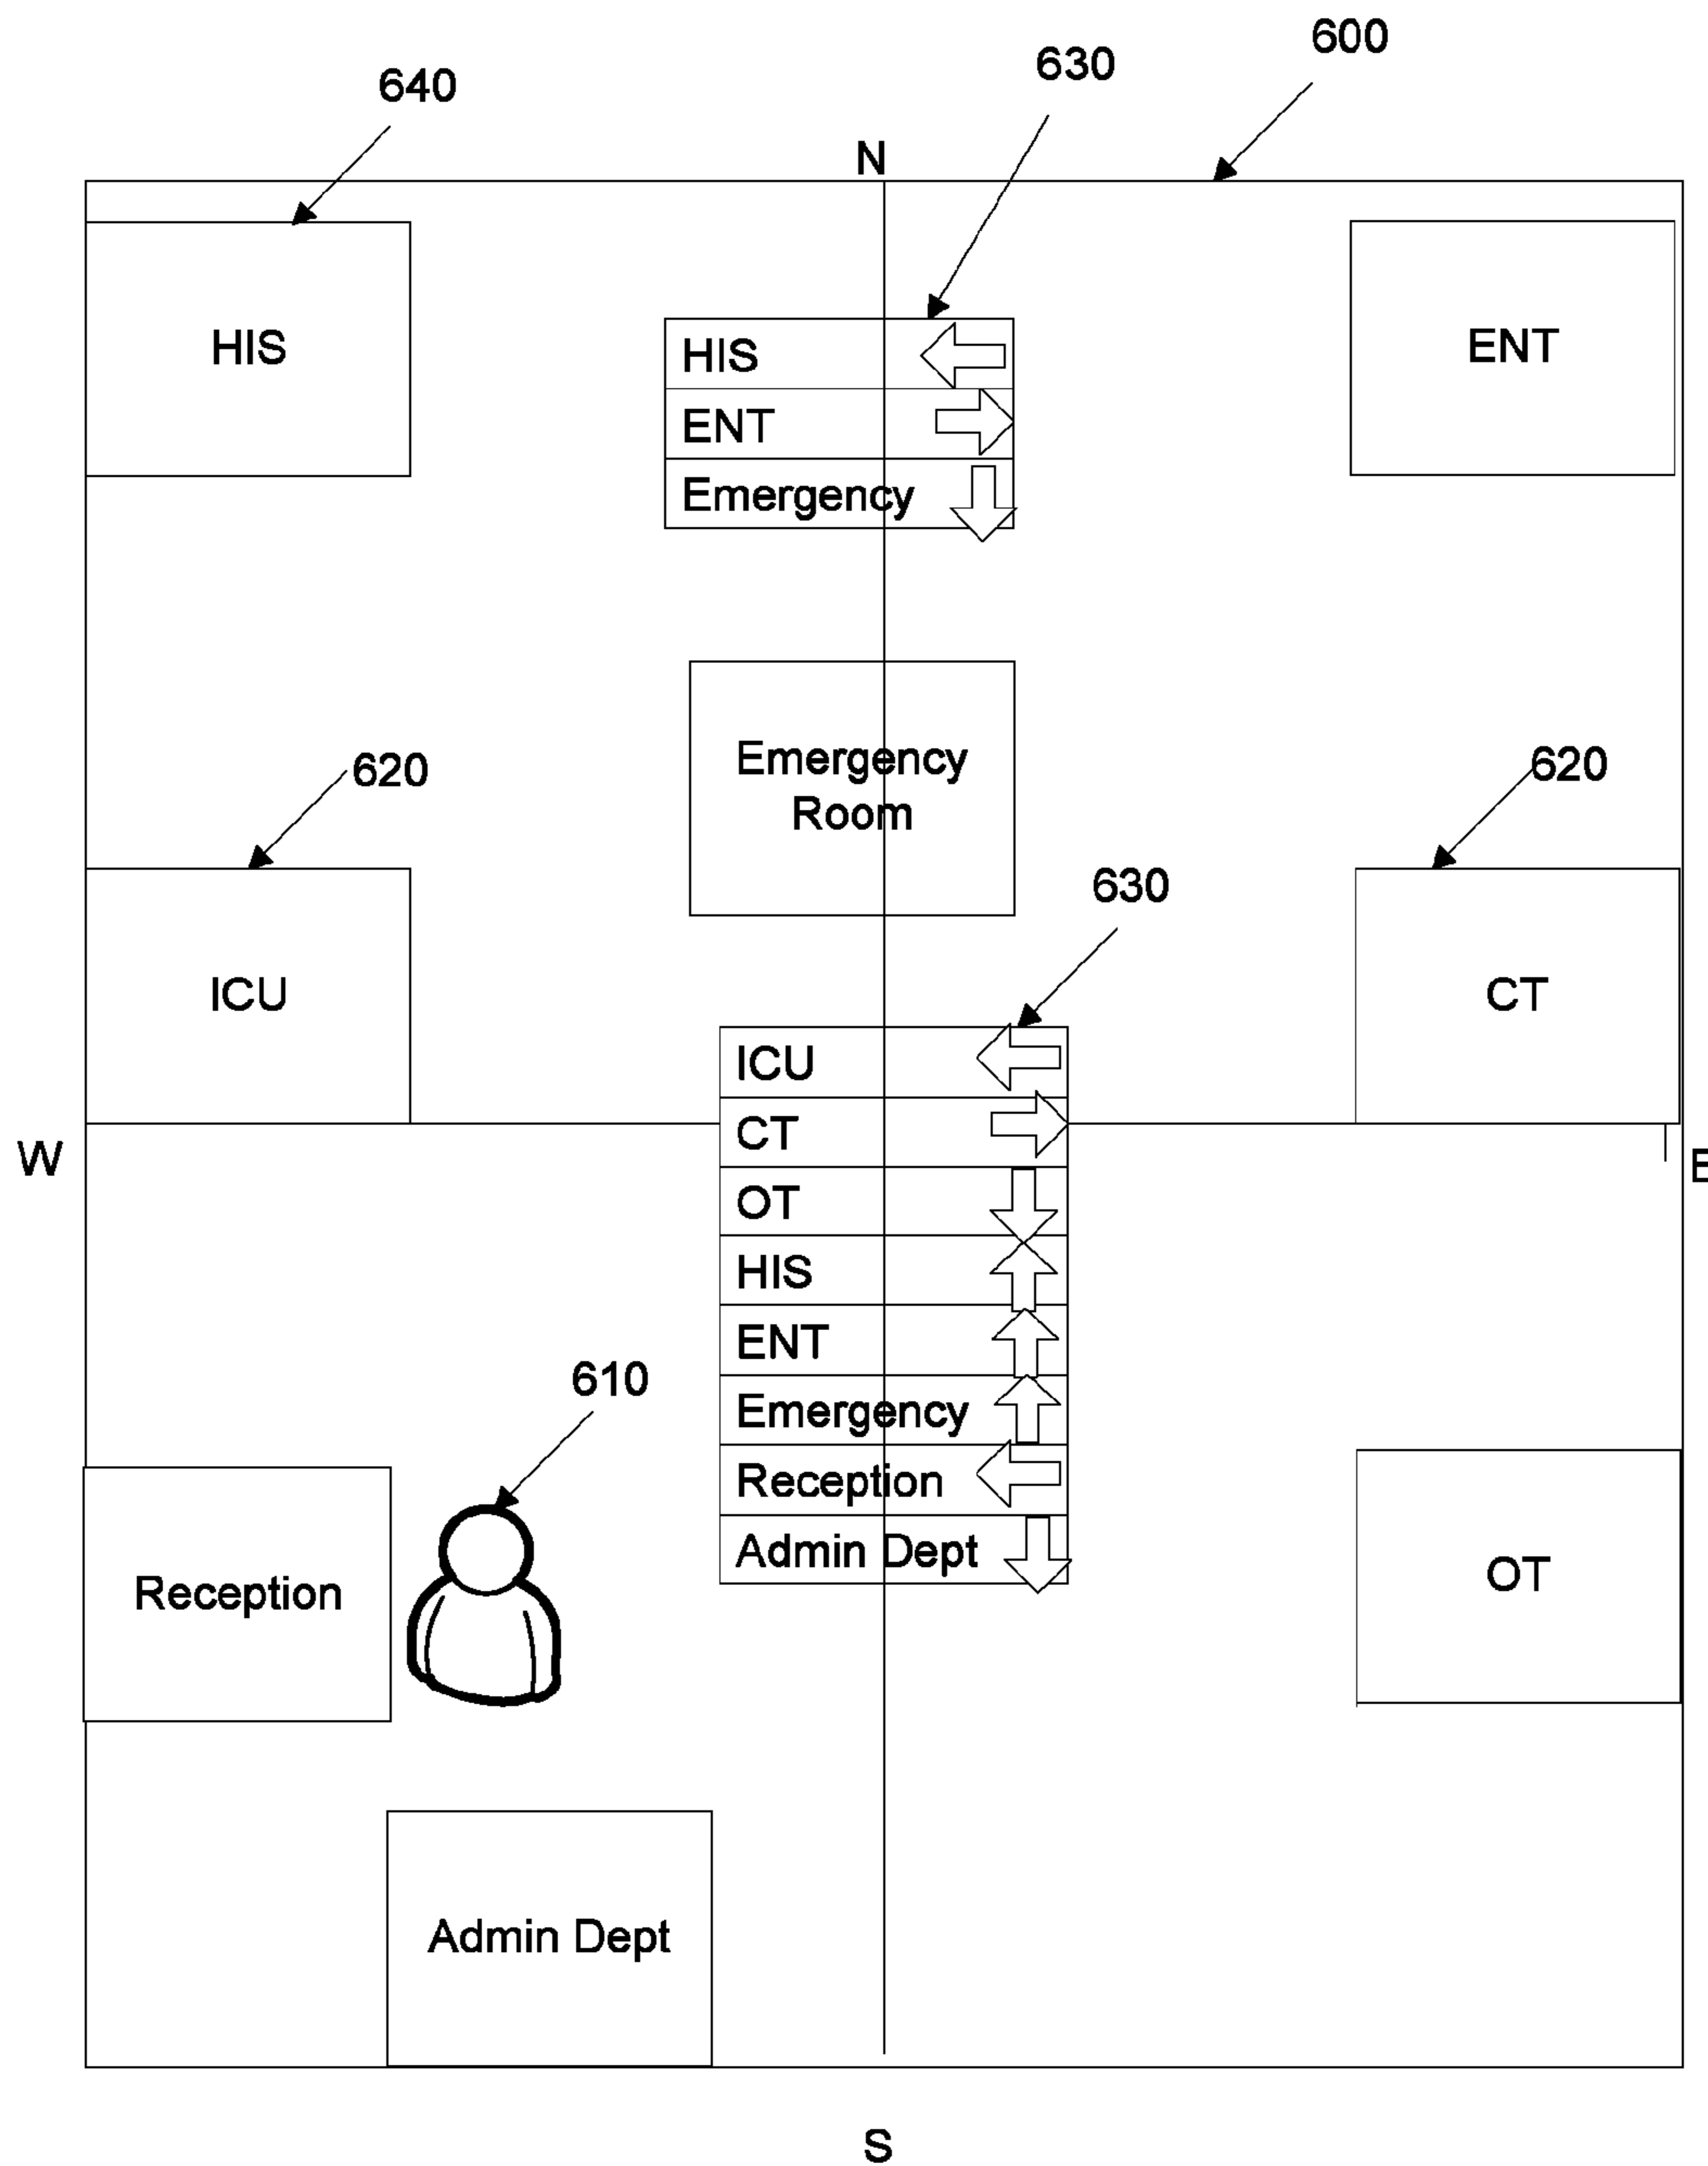 600
630
640
N
HIS
HIS
ENT
Emergency
ENT
Emergency
Room
620
620
630
ICU
CT
ICU
CT
OT
HIS
ENT
Emergency
Reception
Admin Dept
W
E
610
Reception
OT
Admin Dept
S